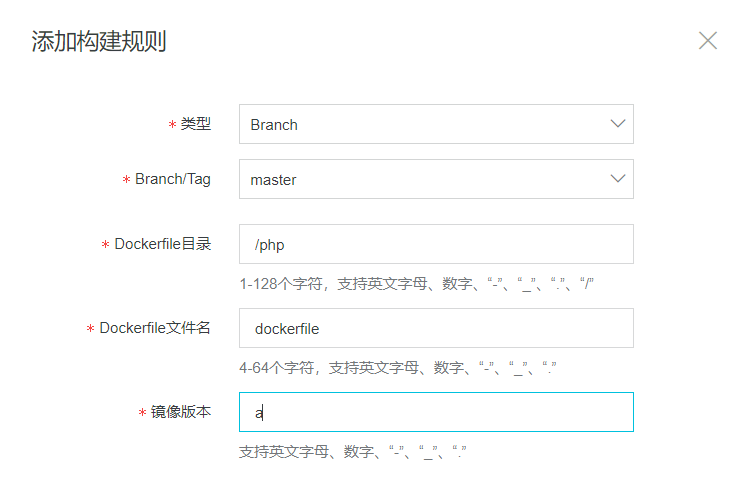 添加构建规则
* 类型 Branch
* Branch/Tag master
* Dockerfile目录 /php
1-128个字符，支持英文字母、数字、“-”、“_”、“.”、“/”
* Dockerfile文件名 dockerfile
4-64个字符，支持英文字母、数字、“-”、“_”、“.”
* 镜像版本 a
支持英文字母、数字、“-”、“_”、“.”